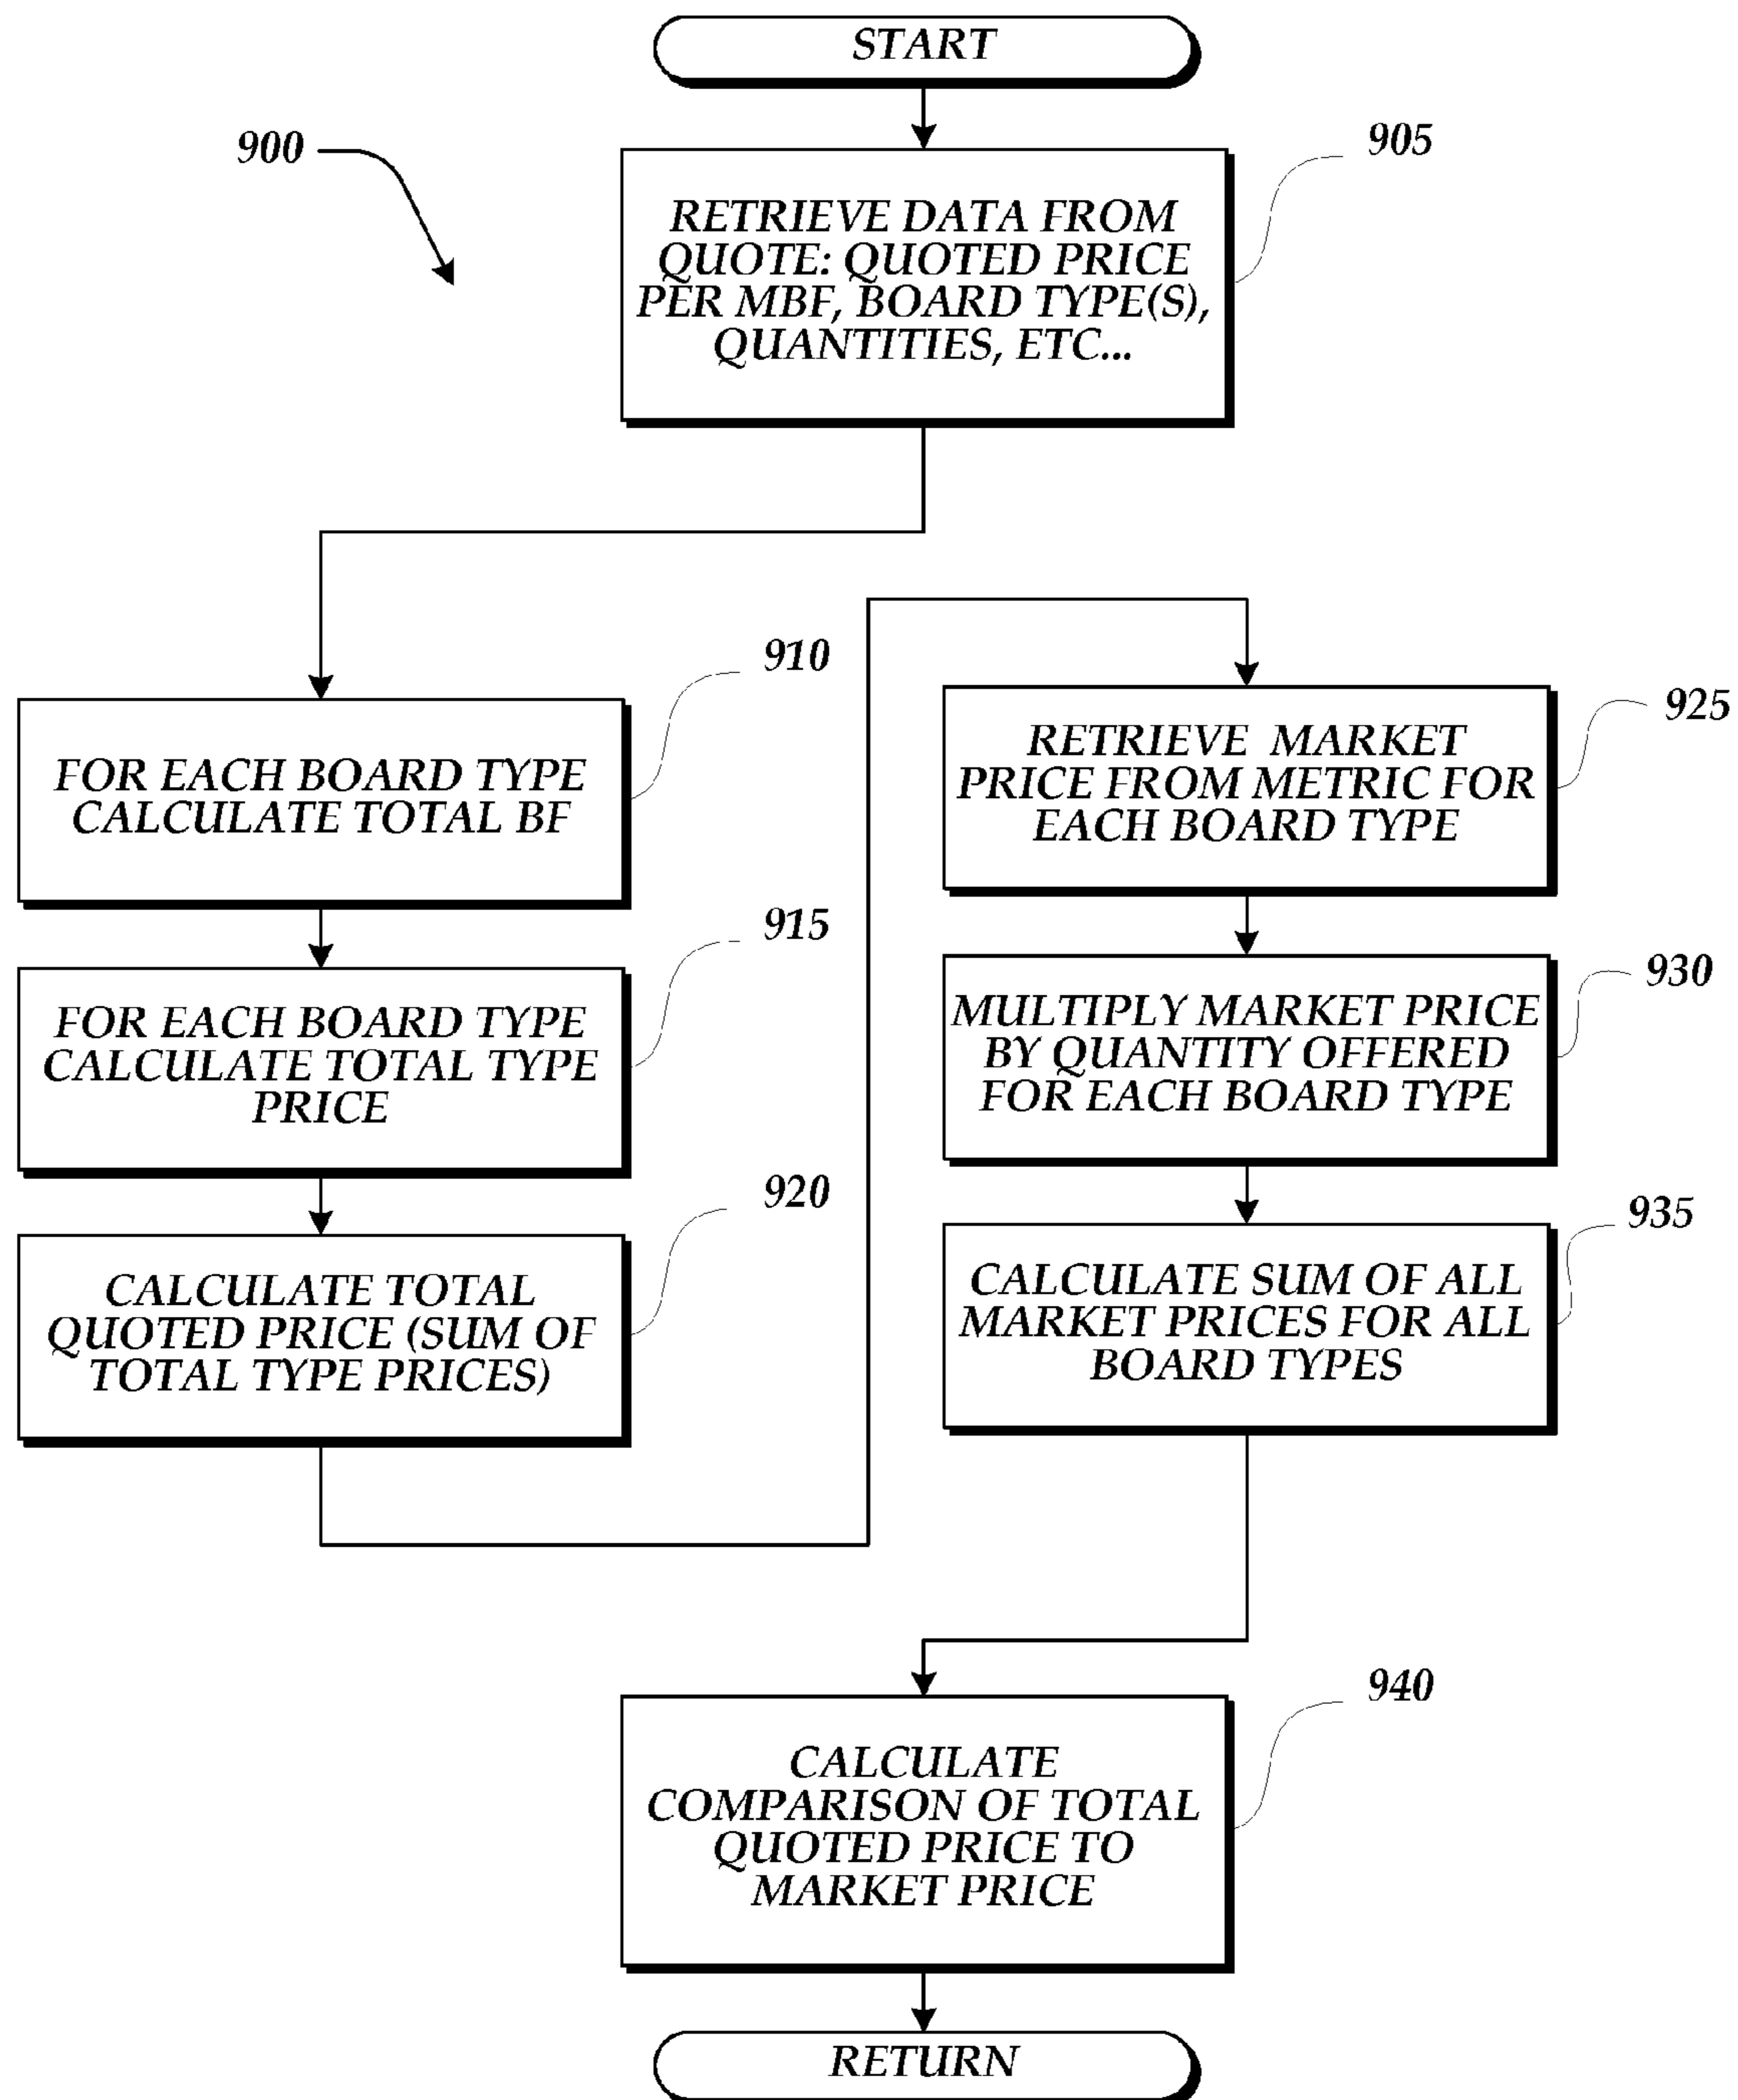 START
900
905
RETRIEVE DATA FROM
QUOTE: QUOTED PRICE
PER MBF, BOARD TYPE(S),
QUANTITIES, ETC...
910
FOR EACH BOARD TYPE
CALCULATE TOTAL BF
915
FOR EACH BOARD TYPE
CALCULATE TOTAL TYPE
PRICE
920
CALCULATE TOTAL
QUOTED PRICE (SUM OF
TOTAL TYPE PRICES)
925
RETRIEVE MARKET
PRICE FROM METRIC FOR
EACH BOARD TYPE
930
MULTIPLY MARKET PRICE
BY QUANTITY OFFERED
FOR EACH BOARD TYPE
935
CALCULATE SUM OF ALL
MARKET PRICES FOR ALL
BOARD TYPES
940
CALCULATE
COMPARISON OF TOTAL
QUOTED PRICE TO
MARKET PRICE
RETURN